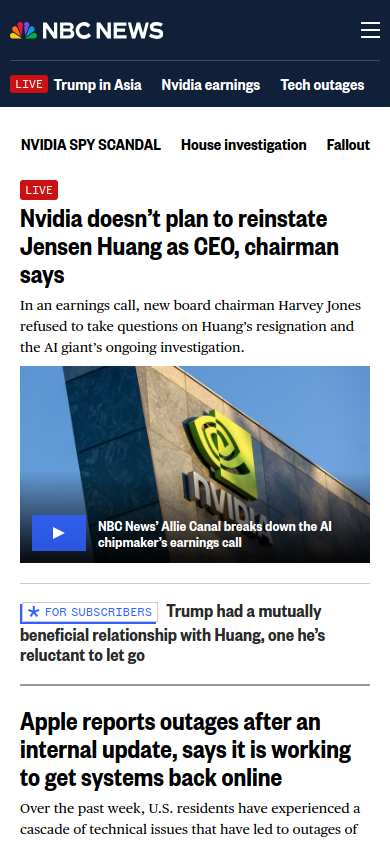 NBC NEWS
LIVE Trump in Asia Nvidia earnings Tech outages
NVIDIA SPY SCANDAL House investigation Fallout
LIVE
Nvidia doesn’t plan to reinstate
Jensen Huang as CEO, chairman
says
In an earnings call, new board chairman Harvey Jones
refused to take questions on Huang’s resignation and
the AI giant’s ongoing investigation.
NVIDIA
NBC News’ Allie Canal breaks down the AI
chipmaker’s earnings call
FOR SUBSCRIBERS Trump had a mutually
beneficial relationship with Huang, one he’s
reluctant to let go
Apple reports outages after an
internal update, says it is working
to get systems back online
Over the past week, U.S. residents have experienced a
cascade of technical issues that have led to outages of